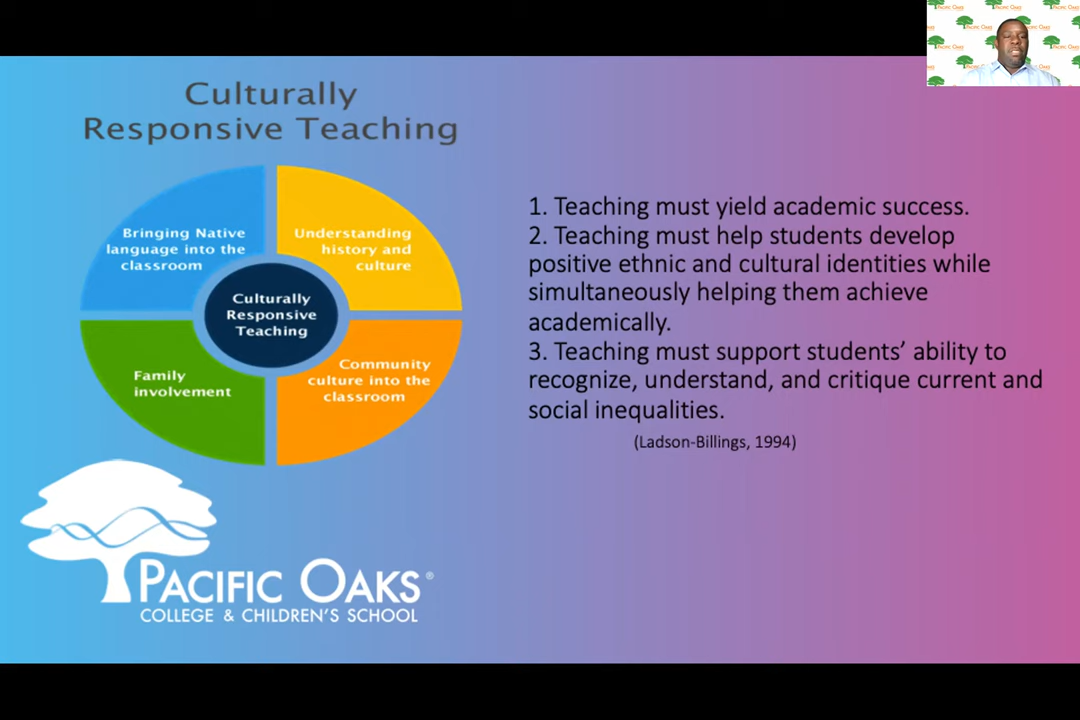 Culturally
Responsive Teaching
Bringing Native
language into the
classroom
Understanding
history and
culture
Culturally
Responsive
Teaching
Family
involvement
Community
culture into the
classroom
1. Teaching must yield academic success.
2. Teaching must help students develop
positive ethnic and cultural identities while
simultaneously helping them achieve
academically.
3. Teaching must support students’ ability to
recognize, understand, and critique current and
social inequalities.
(Ladson-Billings, 1994)
PACIFIC OAKS®
COLLEGE & CHILDREN'S SCHOOL